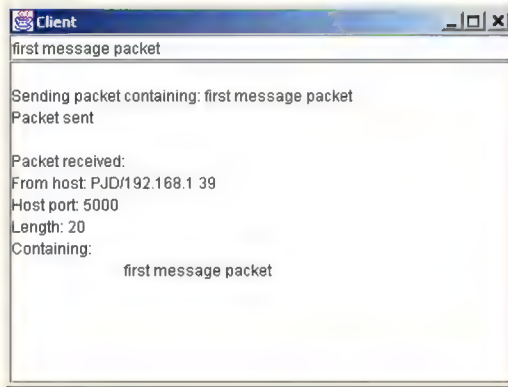 Client
first message packet
Sending packet containing: first message packet
Packet sent
Packet received:
From host: PJD/192.168.1 39
Host port: 5000
Length: 20
Containing:
first message packet